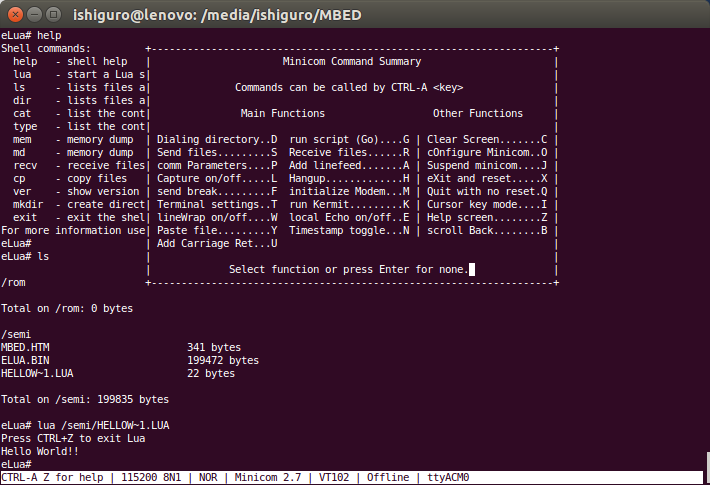 ishiguro@lenovo: /media/ishiguro/MBED
eLua# help
Shell commands:          +-------------------------------------------------------------------+
  help   - shell help   |                      Minicom Command Summary                      |
  lua    - start a Lua s|                                                                   |
  ls     - lists files a|              Commands can be called by CTRL-A <key>               |
  dir    - lists files a|                                                                   |
  cat    - list the cont|               Main Functions                  Other Functions     |
  type   - list the cont|                                                                   |
  mem    - memory dump  | Dialing directory..D  run script (Go)....G | Clear Screen.......C |
  md     - memory dump  | Send files.........S  Receive files......R | cOnfigure Minicom..O |
  recv   - receive files| comm Parameters....P  Add linefeed.......A | Suspend minicom....J |
  cp     - copy files   | Capture on/off.....L  Hangup.............H | eXit and reset.....X |
  ver    - show version | send break.........F  initialize Modem...M | Quit with no reset.Q |
  mkdir  - create direct| Terminal settings..T  run Kermit.........K | Cursor key mode....I |
  exit   - exit the shel| lineWrap on/off....W  local Echo on/off..E | Help screen........Z |
For more information use| Paste file.........Y  Timestamp toggle...N | scroll Back........B |
eLua#                   | Add Carriage Ret...U                                              |
eLua# ls                |                                                                   |
                        |             Select function or press Enter for none.              |
/rom                    +-------------------------------------------------------------------+
Total on /rom: 0 bytes
/semi
MBED.HTM                       341 bytes
ELUA.BIN                       199472 bytes
HELLOW~1.LUA                   22 bytes
Total on /semi: 199835 bytes
eLua# lua /semi/HELLOW~1.LUA
Press CTRL+Z to exit Lua
Hello World!!
eLua#
CTRL-A Z for help | 115200 8N1 | NOR | Minicom 2.7 | VT102 | Offline | ttyACM0